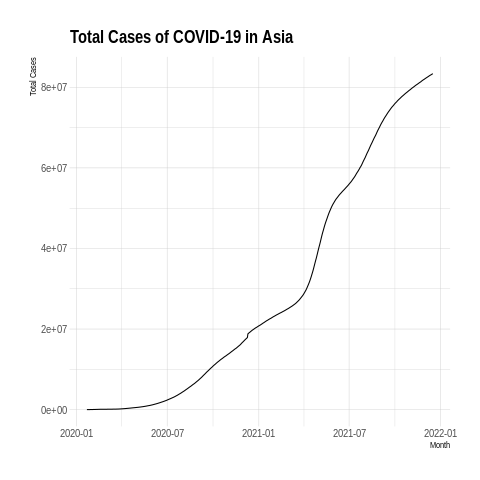 Total Cases of COVID-19 in Asia
Total Cases
8e+07
6e+07
4e+07
2e+07
0e+00
2020-01 2020-07 2021-01 2021-07 2022-01
Month